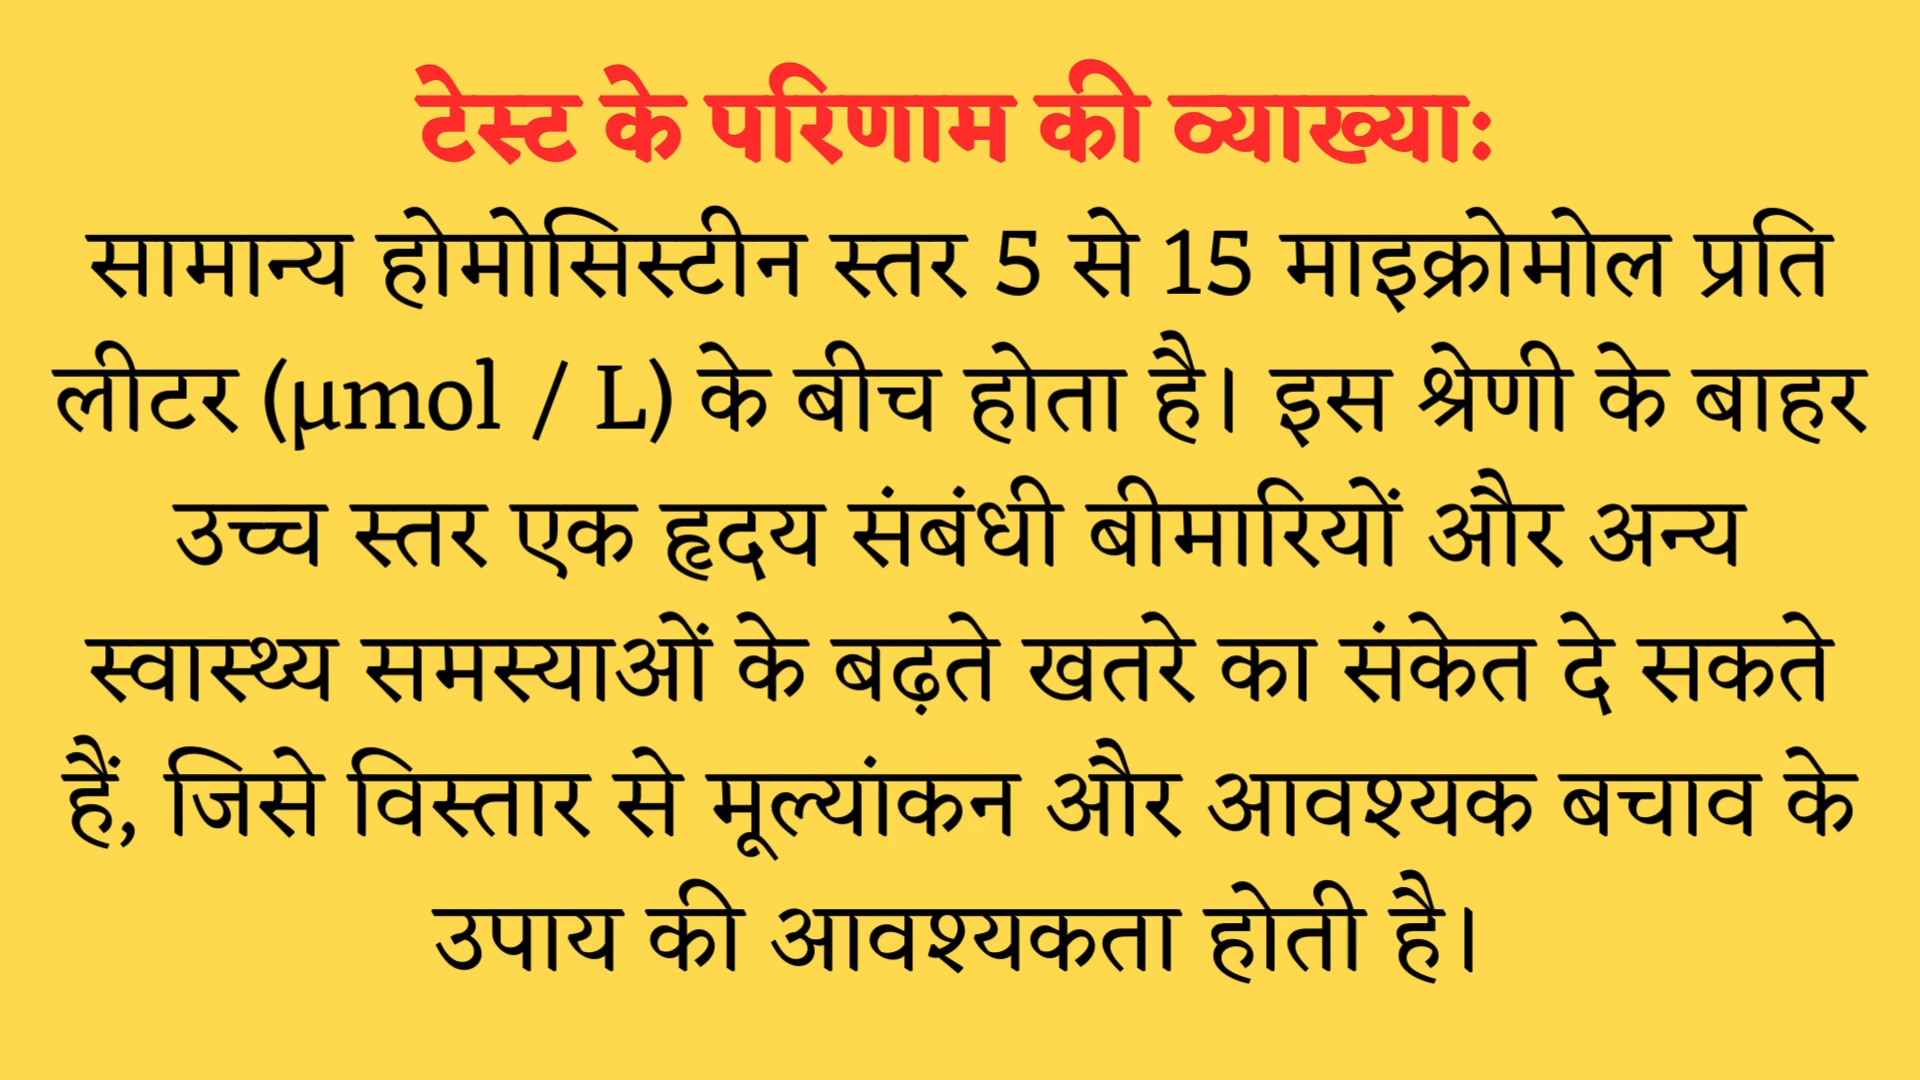 टेस्ट के परिणाम की व्याख्याः
सामान्य होमोसिस्टीन स्तर 5 से 15 माइक्रोमोल प्रति
लीटर (µmol / L) के बीच होता है। इस श्रेणी के बाहर
उच्च स्तर एक हृदय संबंधी बीमारियों और अन्य
स्वास्थ्य समस्याओं के बढ़ते खतरे का संकेत दे सकते
हैं, जिसे विस्तार से मूल्यांकन और आवश्यक बचाव के
उपाय की आवश्यकता होती है।